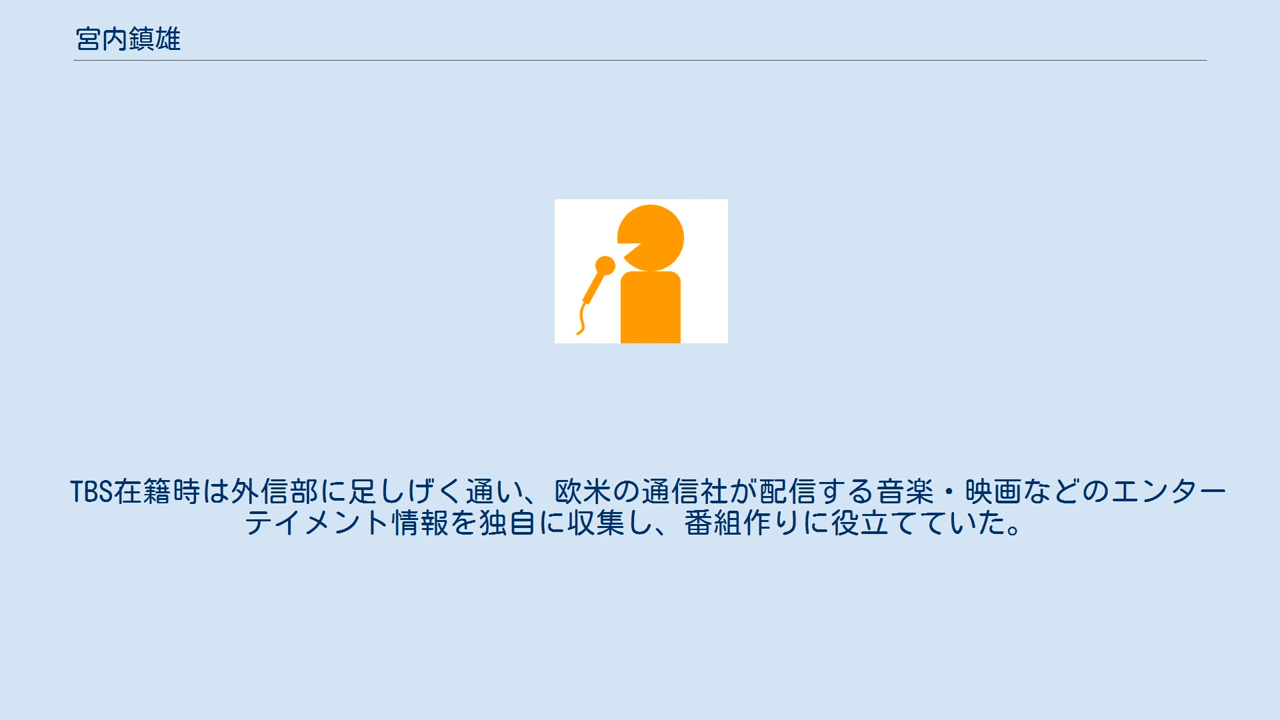 宮内鎮雄
TBS在籍時は外信部に足しげく通い、欧米の通信社が配信する音楽・映画などのエンター
テイメント情報を独自に収集し、番組作りに役立てていた。